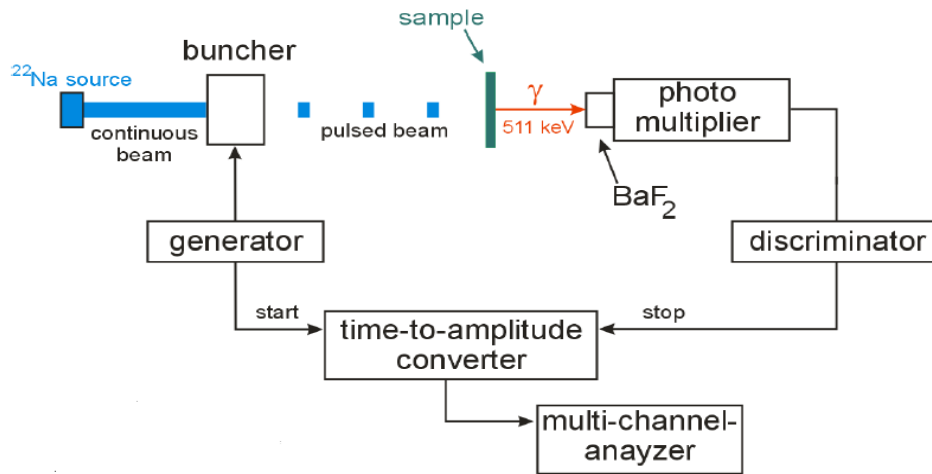 sample
buncher
²²Na source
continuous
beam
pulsed beam
γ
511 keV
photo
multiplier
BaF₂
generator
discriminator
start
stop
time-to-amplitude
converter
multi-channel-
anayzer